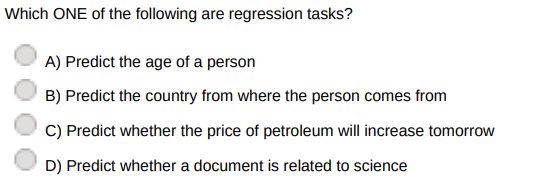 Which ONE of the following are regression tasks?
A) Predict the age of a person
B) Predict the country from where the person comes from
C) Predict whether the price of petroleum will increase tomorrow
D) Predict whether a document is related to science